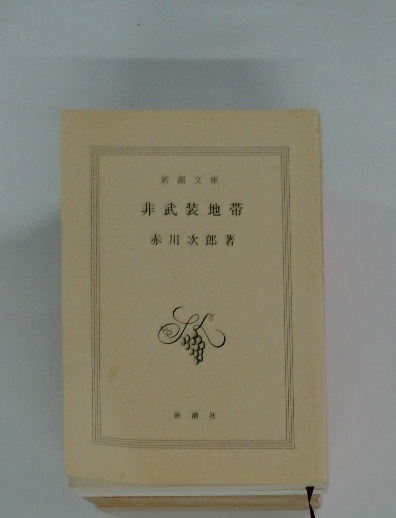 新潮文庫
非武装地帯
赤川次郎著
新潮社